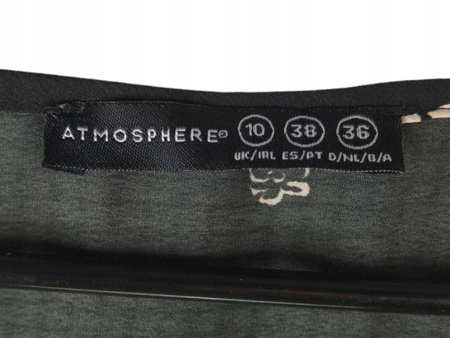 ATMOSPHERE® 10 38 36
UK/IRL ES/PT D/NL/B/A